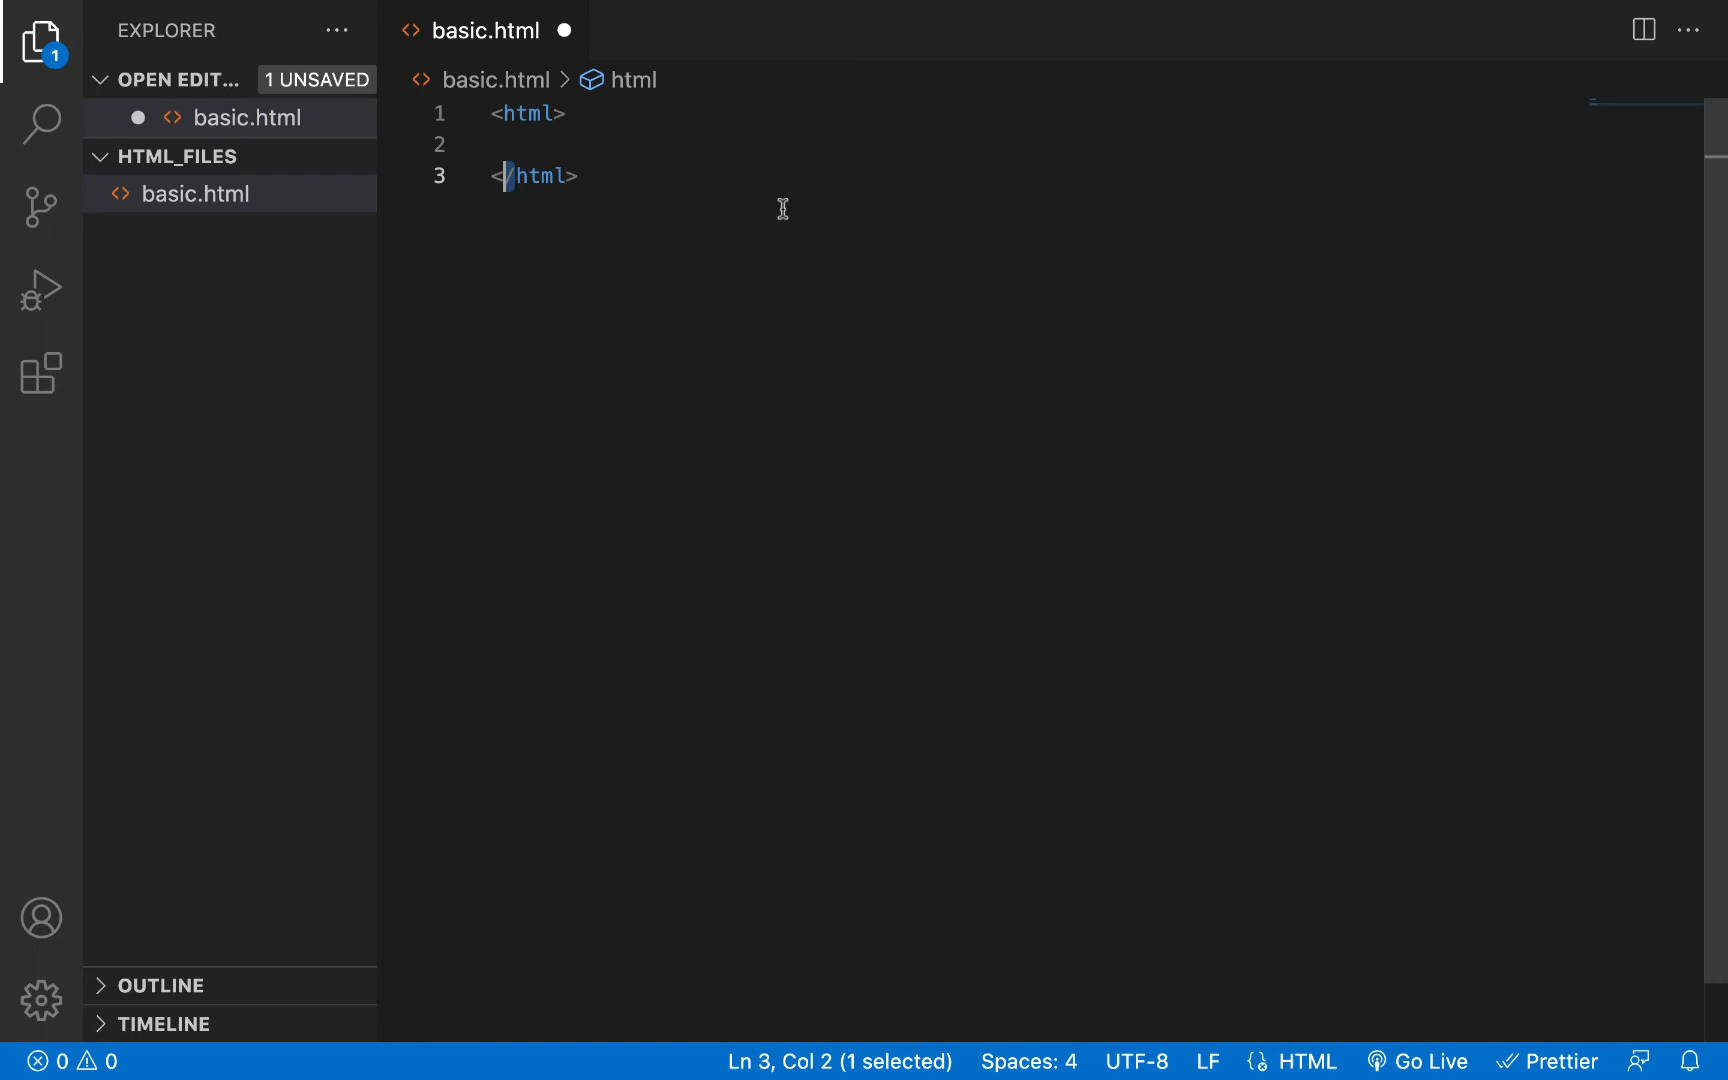 EXPLORER
1
OPEN EDIT... 1 UNSAVED
basic.html
HTML_FILES
basic.html
OUTLINE
TIMELINE
basic.html
basic.html > html
1 <html>
2
3 </html>
0 0 Ln 3, Col 2 (1 selected) Spaces: 4 UTF-8 LF HTML Go Live Prettier